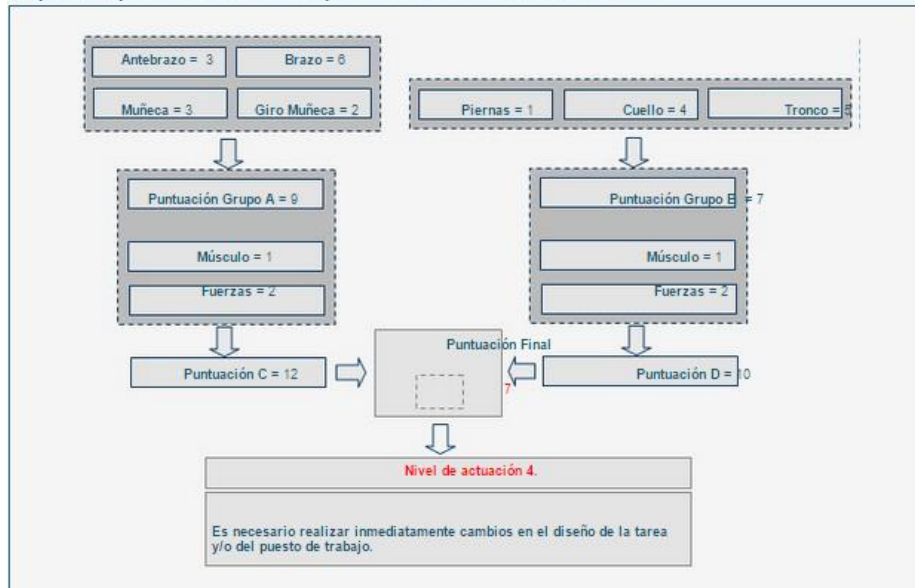 Antebrazo = 3
Brazo = 6
Muñeca = 3
Giro Muñeca = 2
Piernas = 1
Cuello = 4
Tronco = 5
Puntuación Grupo A = 9
Músculo = 1
Fuerzas = 2
Puntuación Grupo B = 7
Músculo = 1
Fuerzas = 2
Puntuación C = 12
Puntuación Final
7
Puntuación D = 10
Nivel de actuación 4.
Es necesario realizar inmediatamente cambios en el diseño de la tarea
y/o del puesto de trabajo.